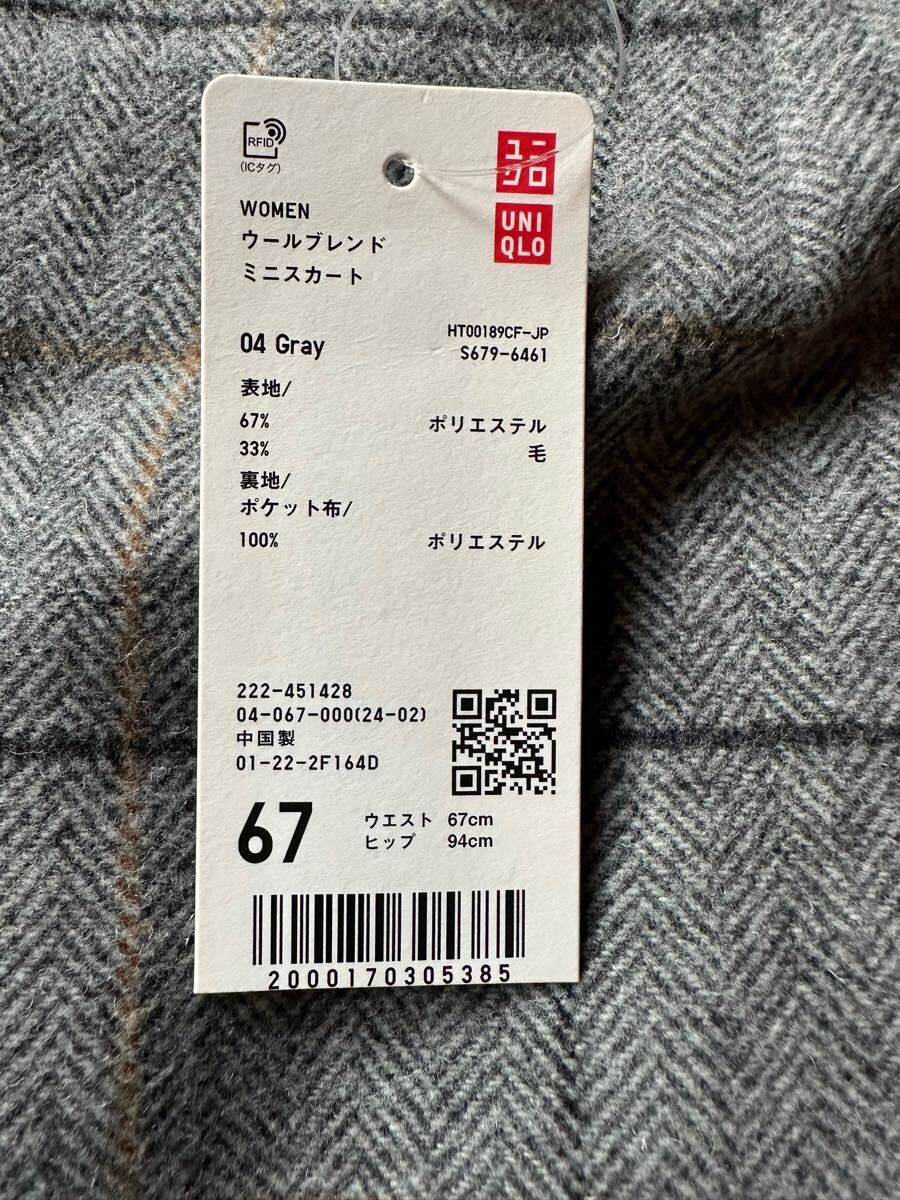 RFID
(ICタグ)
ユニ
クロ
UNI
QLO
WOMEN
ウールブレンド
ミニスカート
04 Gray
HT00189CF-JP
S679-6461
表地/
67% ポリエステル
33% 毛
裏地/
ポケット布/
100% ポリエステル
222-451428
04-067-000(24-02)
中国製
01-22-2F164D
67
ウエスト 67cm
ヒップ 94cm
2000170305385